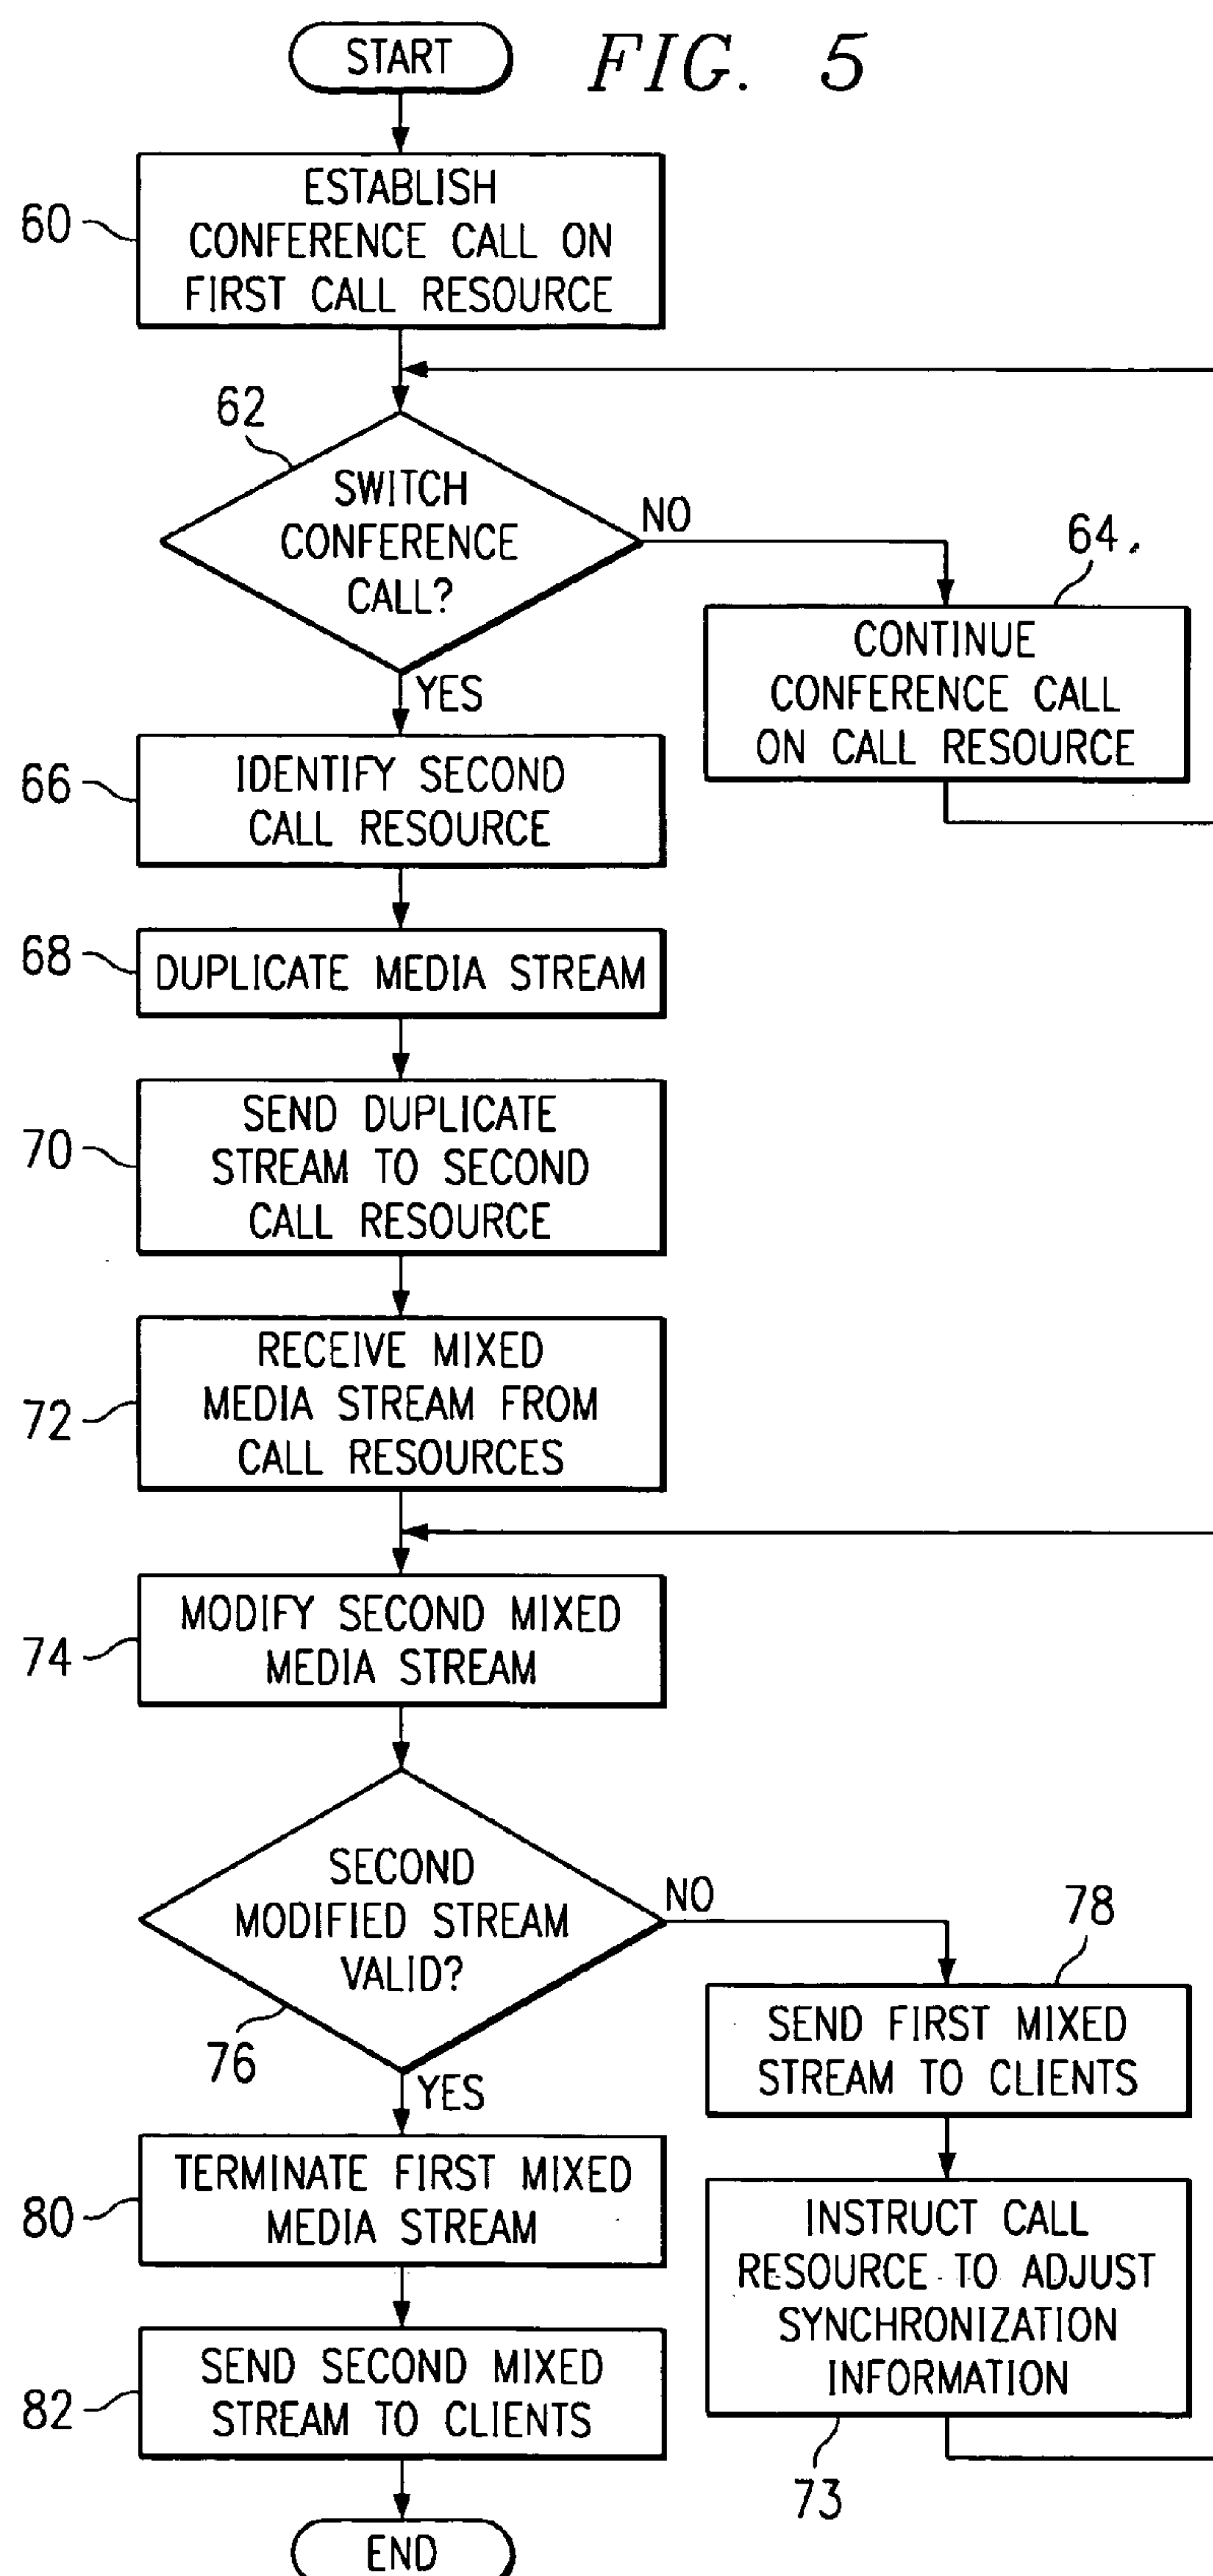 START
FIG. 5
ESTABLISH
CONFERENCE CALL ON
FIRST CALL RESOURCE
60
62
SWITCH
CONFERENCE
CALL?
NO
YES
64
CONTINUE
CONFERENCE CALL
ON CALL RESOURCE
66
IDENTIFY SECOND
CALL RESOURCE
68
DUPLICATE MEDIA STREAM
70
SEND DUPLICATE
STREAM TO SECOND
CALL RESOURCE
72
RECEIVE MIXED
MEDIA STREAM FROM
CALL RESOURCES
74
MODIFY SECOND MIXED
MEDIA STREAM
SECOND
MODIFIED STREAM
VALID?
76
NO
YES
78
SEND FIRST MIXED
STREAM TO CLIENTS
INSTRUCT CALL
RESOURCE TO ADJUST
SYNCHRONIZATION
INFORMATION
73
80
TERMINATE FIRST MIXED
MEDIA STREAM
82
SEND SECOND MIXED
STREAM TO CLIENTS
END